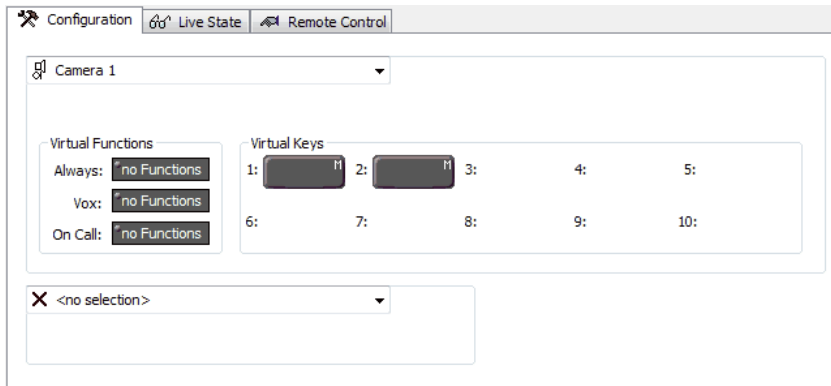 Configuration Live State Remote Control
Camera 1
Virtual Functions Virtual Keys
Always: no Functions 1: M 2: M 3: 4: 5:
Vox: no Functions
On Call: no Functions 6: 7: 8: 9: 10:
<no selection>